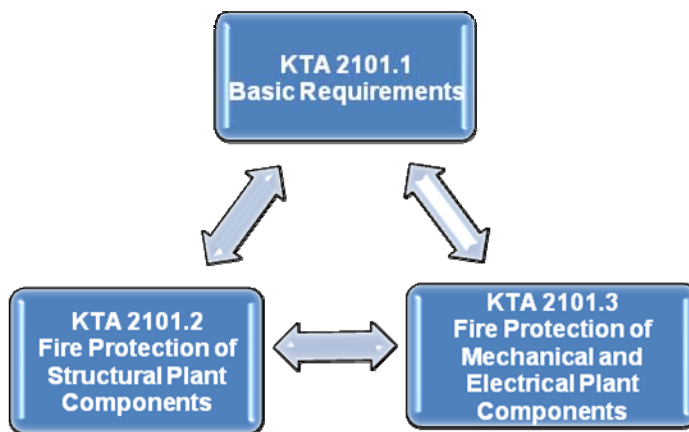 KTA 2101.1
Basic Requirements
KTA 2101.2
Fire Protection of
Structural Plant
Components
KTA 2101.3
Fire Protection of
Mechanical and
Electrical Plant
Components